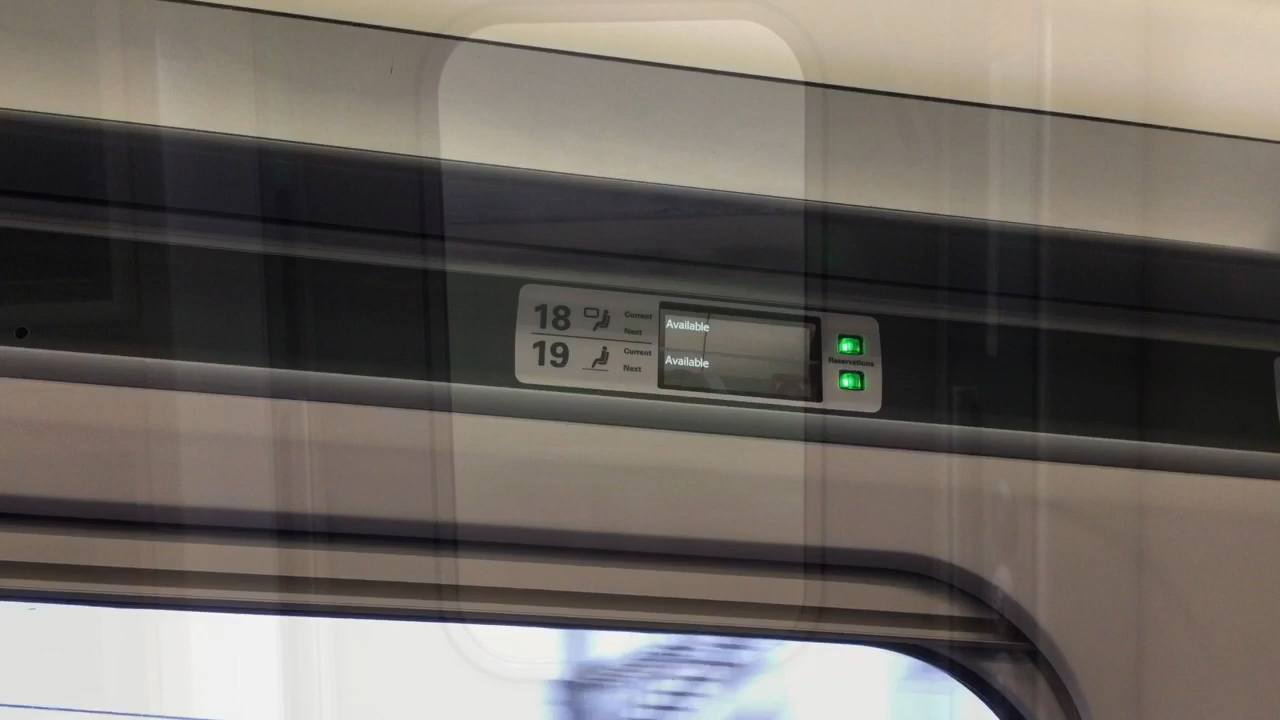 18 Current Available
Next
Reservations
19 Current Available
Next